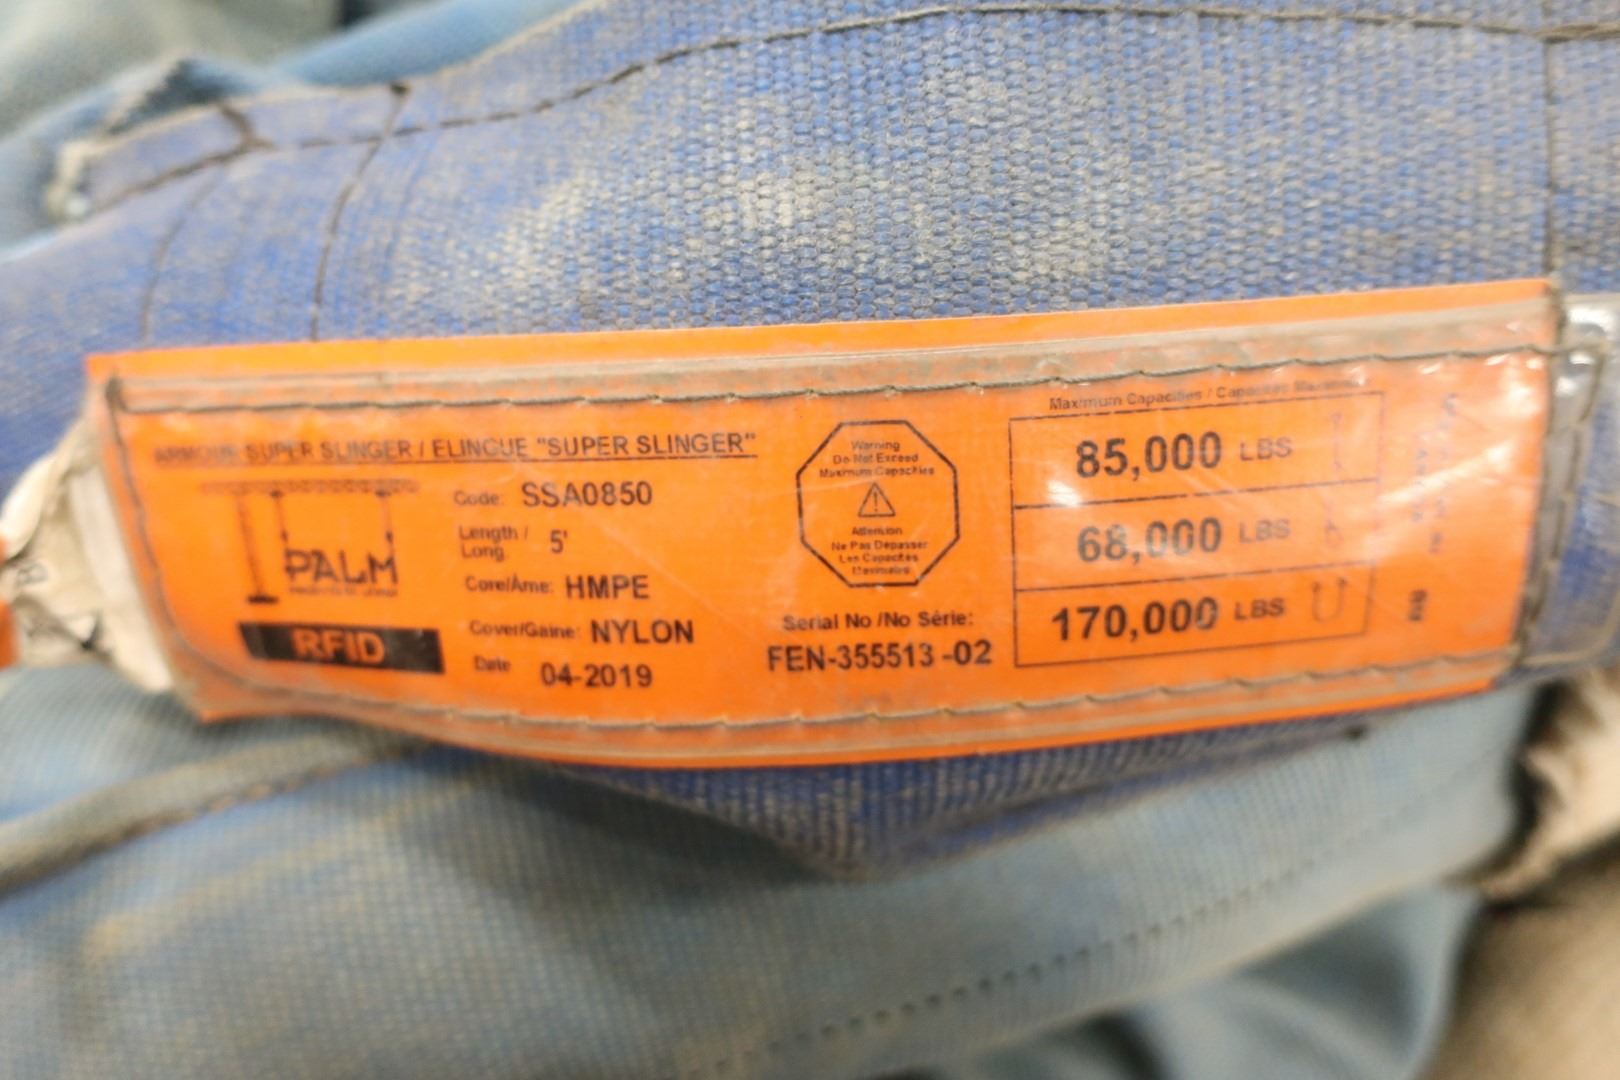 ARMOUR SUPER SLINGER / ELINGUE "SUPER SLINGER"
PALM
RFID
Code: SSA0850
Length / Long 5'
Core/Âme: HMPE
Cover/Gaine: NYLON
Date 04-2019
Warning
Do Not Exceed
Maximum Capacities
Attention
Ne Pas Dépasser
Les Capacités
Maximales
Serial No /No Série:
FEN-355513 -02
Maximum Capacities / Capacités Maximales
85,000 LBS
68,000 LBS
170,000 LBS